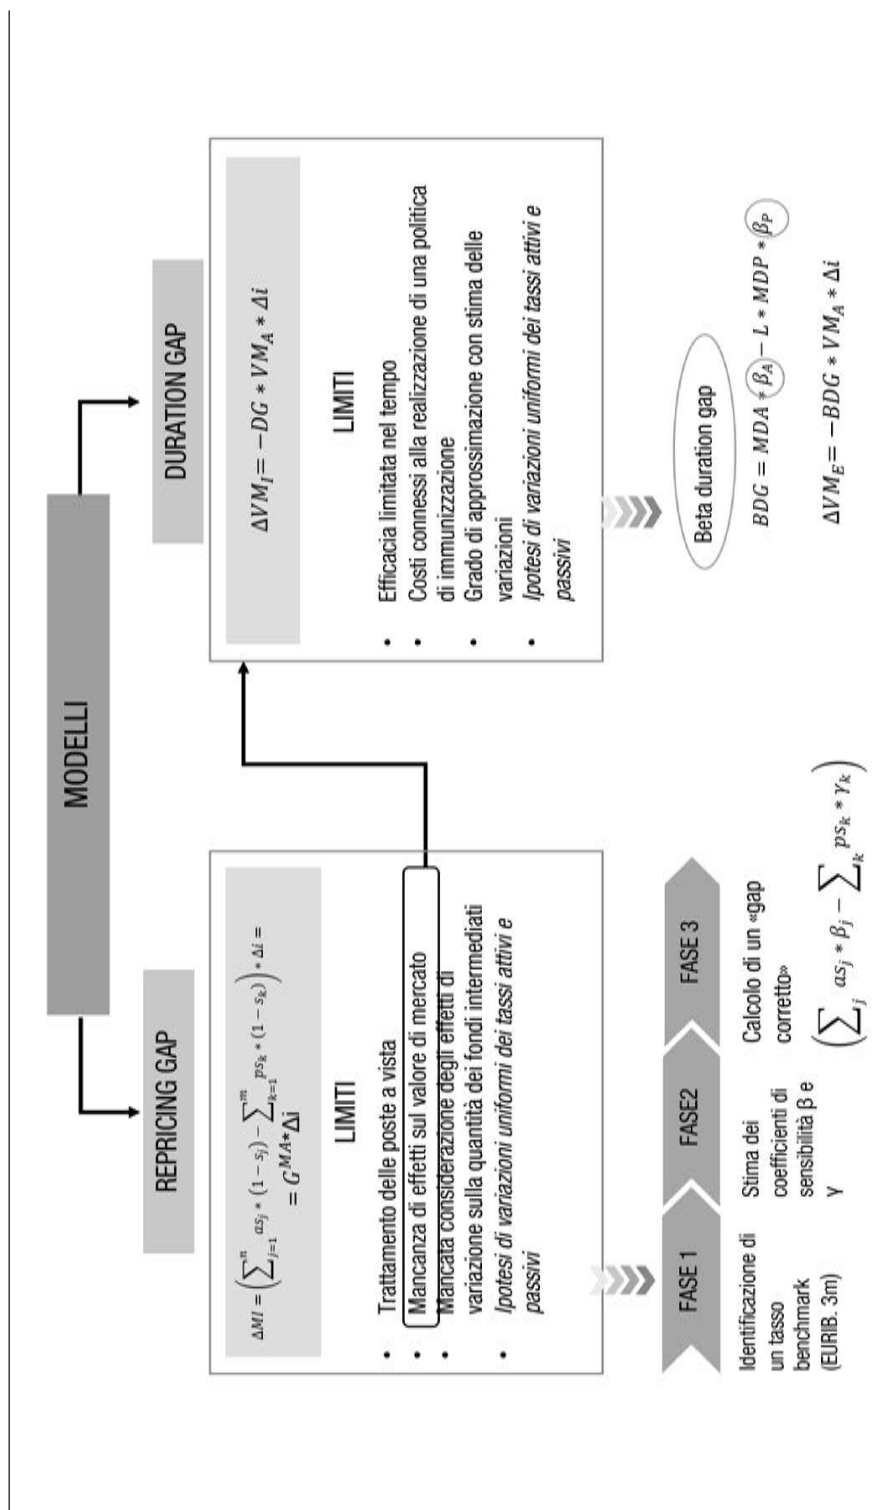 MODELLI
REPRICING GAP
ΔMI = (∑_{j=1}^{n} as_j * (1 − s_j) − ∑_{k=1}^{m} ps_k * (1 − s_k)) * Δi =
= G^{MA}*Δi
LIMITI
• Trattamento delle poste a vista
• Mancanza di effetti sul valore di mercato
• Mancata considerazione degli effetti di
variazione sulla quantità dei fondi intermediati
• Ipotesi di variazioni uniformi dei tassi attivi e
passivi
FASE 1
Identificazione di
un tasso
benchmark
(EURIB. 3m)
FASE2
Stima dei
coefficienti di
sensibilità β e
γ
FASE 3
Calcolo di un «gap
corretto»
(∑_j as_j * β_j − ∑_k ps_k * γ_k)
DURATION GAP
ΔVM_I = −DG * VM_A * Δi
LIMITI
• Efficacia limitata nel tempo
• Costi connessi alla realizzazione di una politica
di immunizzazione
• Grado di approssimazione con stima delle
variazioni
• Ipotesi di variazioni uniformi dei tassi attivi e
passivi
Beta duration gap
BDG = MDA * β_A − L * MDP * β_P
ΔVM_E = −BDG * VM_A * Δi